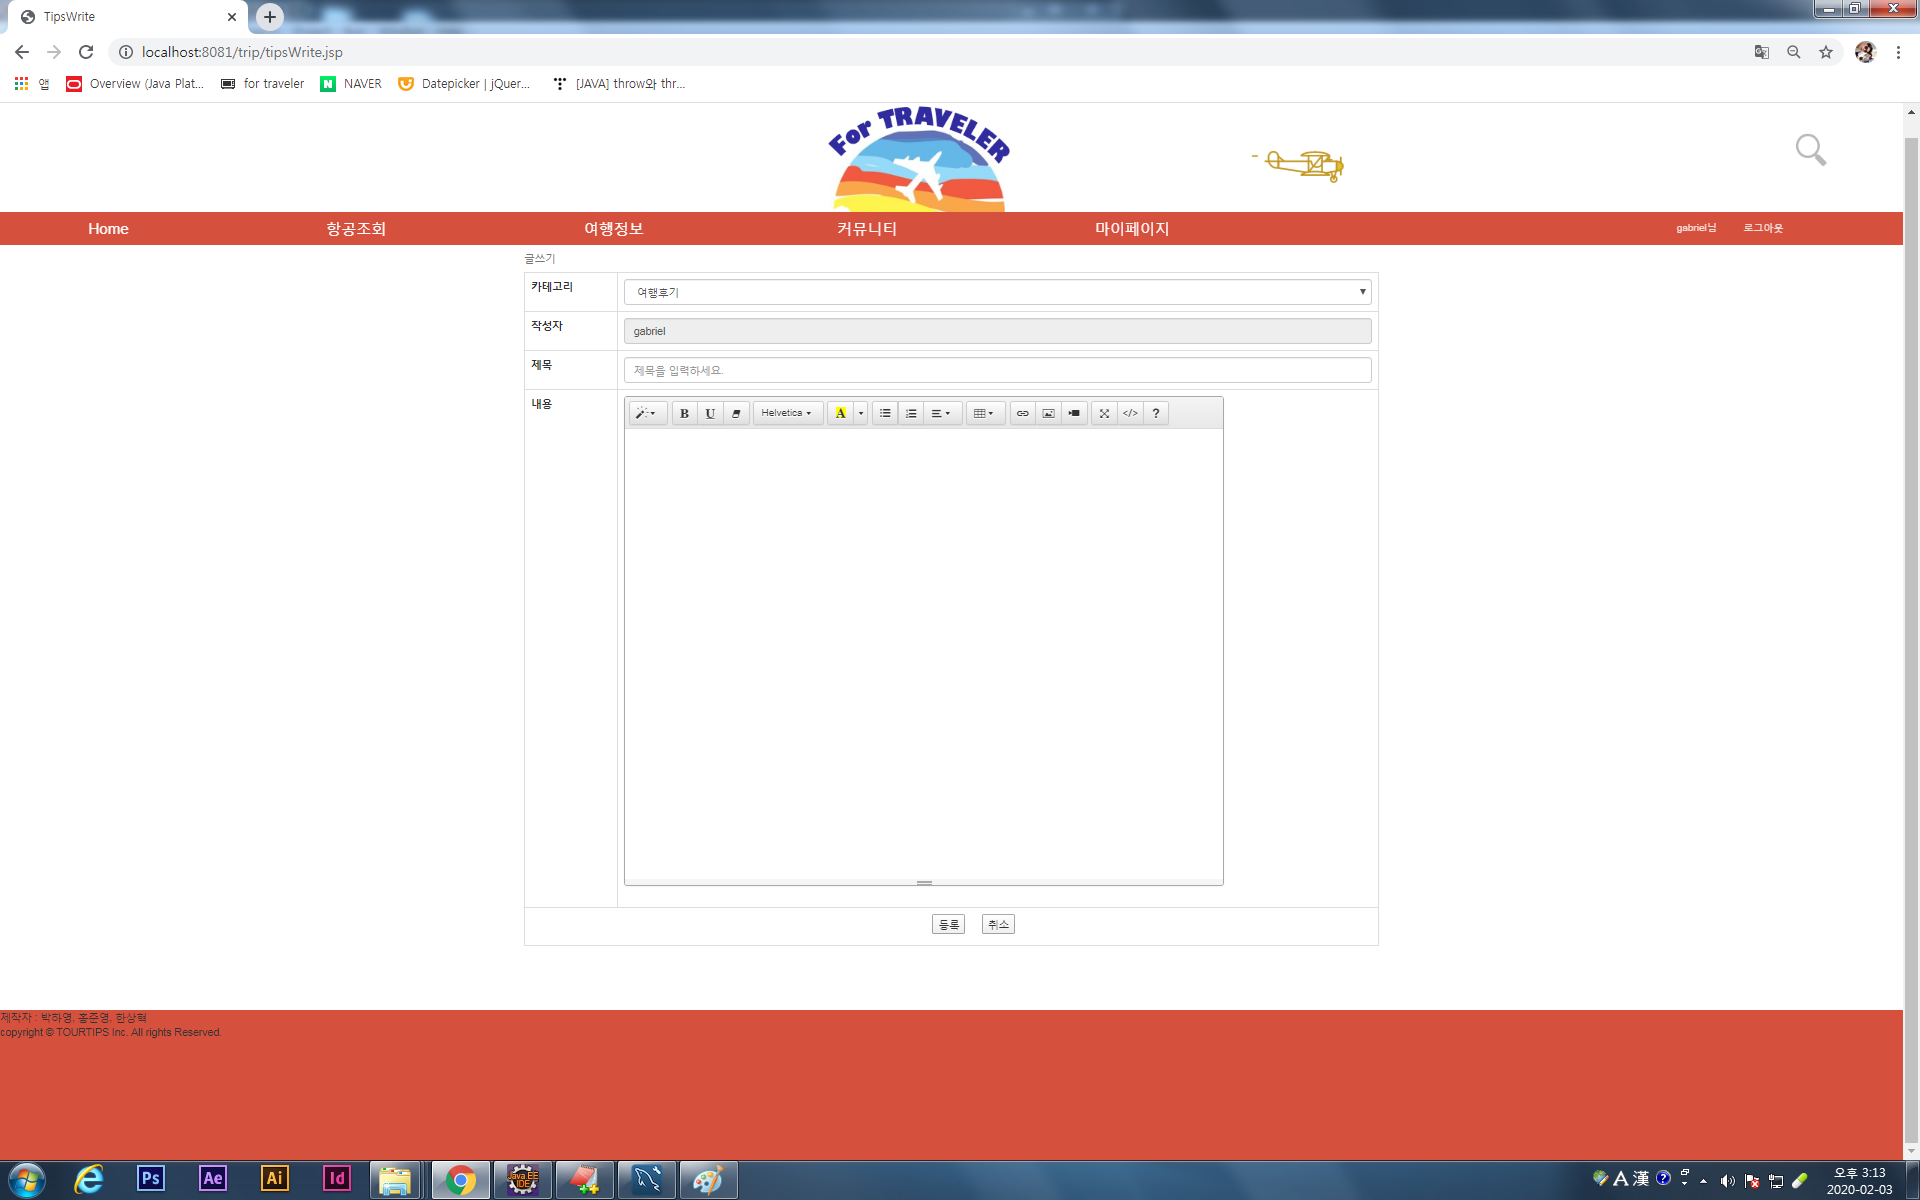 TipsWrite
localhost:8081/trip/tipsWrite.jsp
앱 Overview (Java Plat... for traveler NAVER Datepicker | jQuer... [JAVA] throw와 thr...
For TRAVELER
Home 항공조회 여행정보 커뮤니티 마이페이지 gabriel님 로그아웃
글쓰기
카테고리 여행후기
작성자 gabriel
제목 제목을 입력하세요.
내용
B U Helvetica A </> ?
등록 취소
제작자 : 박하영, 홍준영, 한상혁
copyright © TOURTIPS Inc. All rights Reserved.
Ps Ae Ai Id Java EE IDE A 漢 ? 오후 3:13
2020-02-03